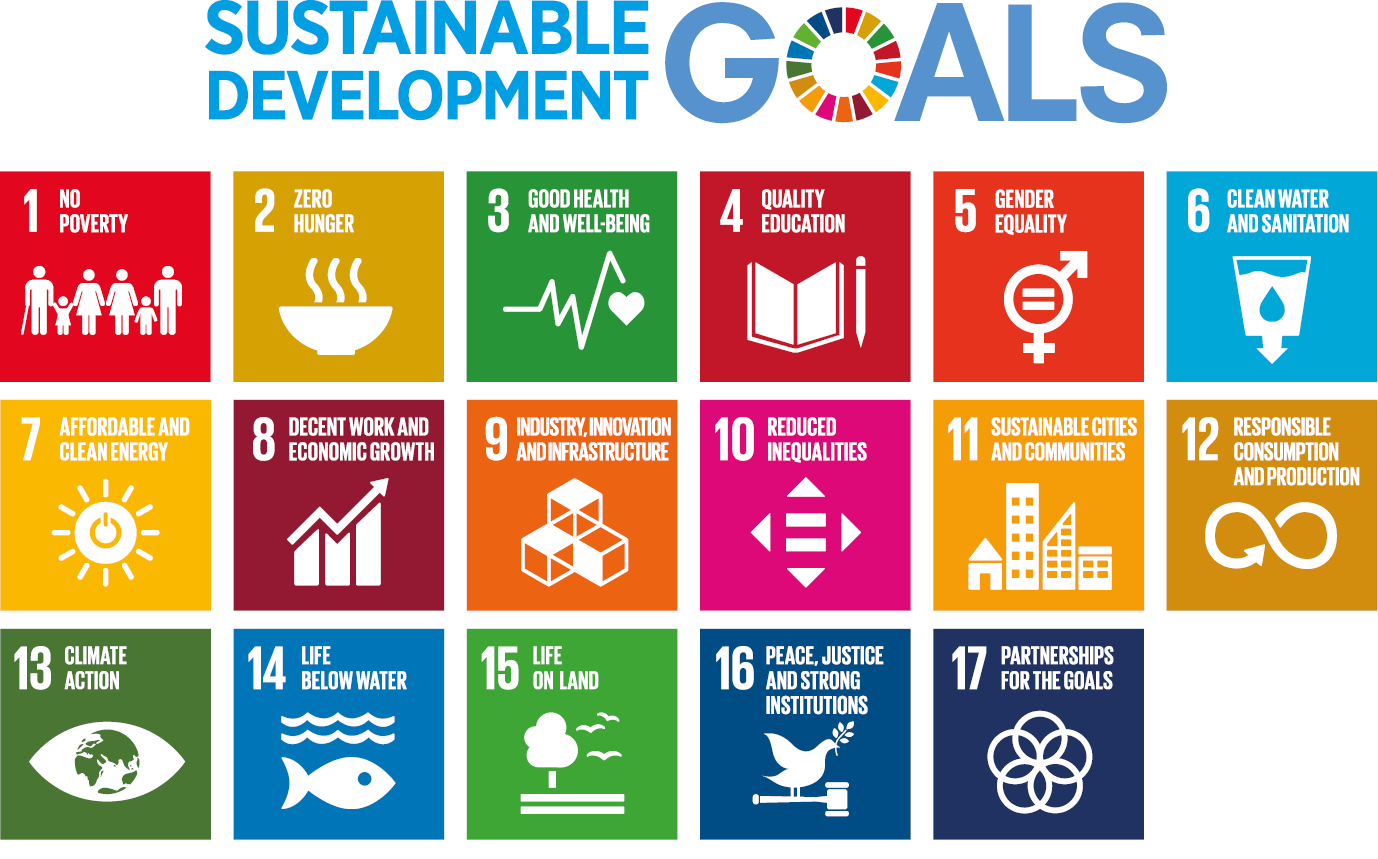 SUSTAINABLE
DEVELOPMENT
GOALS
1 NO
POVERTY
2 ZERO
HUNGER
3 GOOD HEALTH
AND WELL-BEING
4 QUALITY
EDUCATION
5 GENDER
EQUALITY
6 CLEAN WATER
AND SANITATION
7 AFFORDABLE AND
CLEAN ENERGY
8 DECENT WORK AND
ECONOMIC GROWTH
9 INDUSTRY, INNOVATION
AND INFRASTRUCTURE
10 REDUCED
INEQUALITIES
11 SUSTAINABLE CITIES
AND COMMUNITIES
12 RESPONSIBLE
CONSUMPTION
AND PRODUCTION
13 CLIMATE
ACTION
14 LIFE
BELOW WATER
15 LIFE
ON LAND
16 PEACE, JUSTICE
AND STRONG
INSTITUTIONS
17 PARTNERSHIPS
FOR THE GOALS